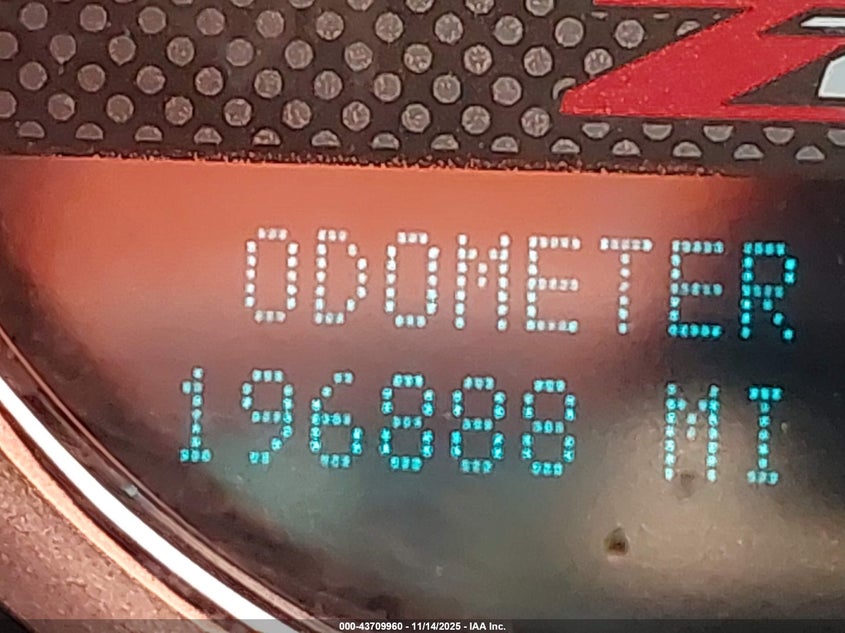 ODOMETER
196888 MI
000-43709960 - 11/14/2025 - IAA Inc.